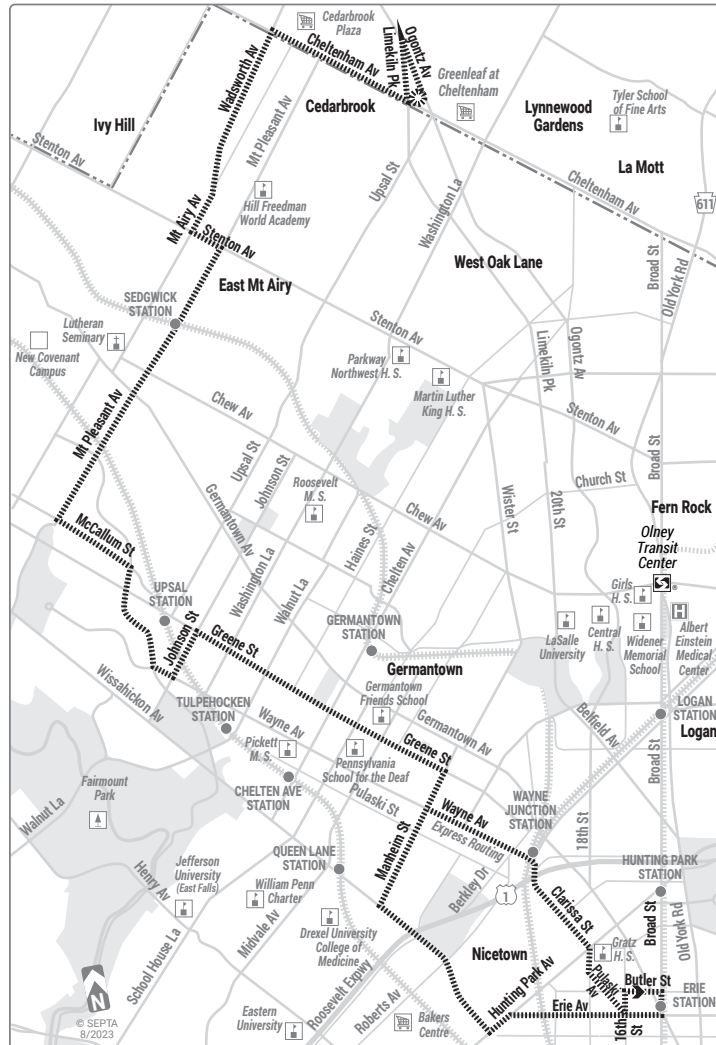 Cedarbrook
Plaza
Cheltenham Av
Limekiln Pk
Ogontz Av
Wadsworth Av
Greenleaf at
Cheltenham
Cedarbrook
Mt Pleasant Av
Ivy Hill
Lynnewood
Gardens
Tyler School
of Fine Arts
La Mott
Stenton Av
Upsal St
Washington La
Cheltenham Av
611
Mt Airy Av
Hill Freedman
World Academy
Stenton Av
Broad St
Old York Rd
West Oak Lane
East Mt Airy
SEDGWICK
STATION
Stenton Av
Lutheran
Seminary
New Covenant
Campus
Parkway
Northwest H. S.
Limekiln Pk
Ogontz Av
Martin Luther
King H. S.
Mt Pleasant Av
Chew Av
Stenton Av
Upsal St
Johnson St
Broad St
Germantown Av
Roosevelt
M. S.
Church St
Wister St
20th St
Chew Av
Fern Rock
McCallum St
Haines St
Chelten Av
Washington La
Walnut La
Olney
Transit
Center
S
®
UPSAL
STATION
Girls
H. S.
H
Johnson St
Greene St
GERMANTOWN
STATION
LaSalle
University
Central
H. S.
Widener
Memorial
School
Albert
Einstein
Medical
Center
Germantown
Wissahickon Av
TULPEHOCKEN
STATION
Germantown
Friends School
Germantown Av
LOGAN
STATION
Logan
Wayne Av
Belfield Av
Pickett
M. S.
Greene St
Pennsylvania
School for the Deaf
Broad St
CHELTEN AVE
STATION
Fairmount
Park
Pulaski St
Wayne Av
Express Routing
WAYNE
JUNCTION
STATION
18th St
Walnut La
Manheim St
QUEEN LANE
STATION
HUNTING PARK
STATION
Henry Av
Jefferson
University
(East Falls)
William Penn
Charter
Berkley Dr
1
Clarissa St
Broad St
Old York Rd
Midvale Av
Drexel University
College of
Medicine
School House La
Nicetown
Gratz
H. S.
Hunting Park Av
Pulaski
Av
Butler St
Roosevelt Expwy
Roberts Av
ERIE
STATION
N
Erie Av
16th
St
© SEPTA
8/2023
Eastern
University
Bakers
Centre